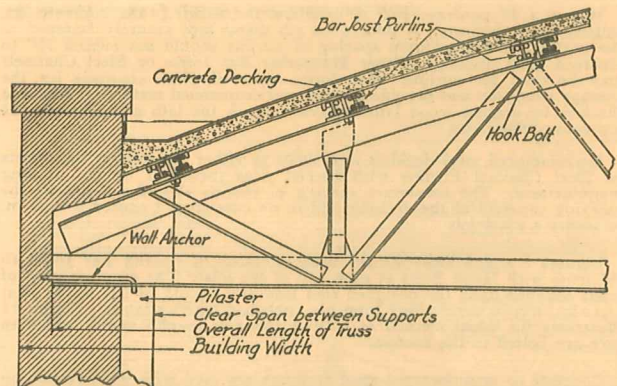 Bar Joist Purlins
Concrete Decking
Hook Bolt
Wall Anchor
Pilaster
Clear Span between Supports
Overall Length of Truss
Building Width